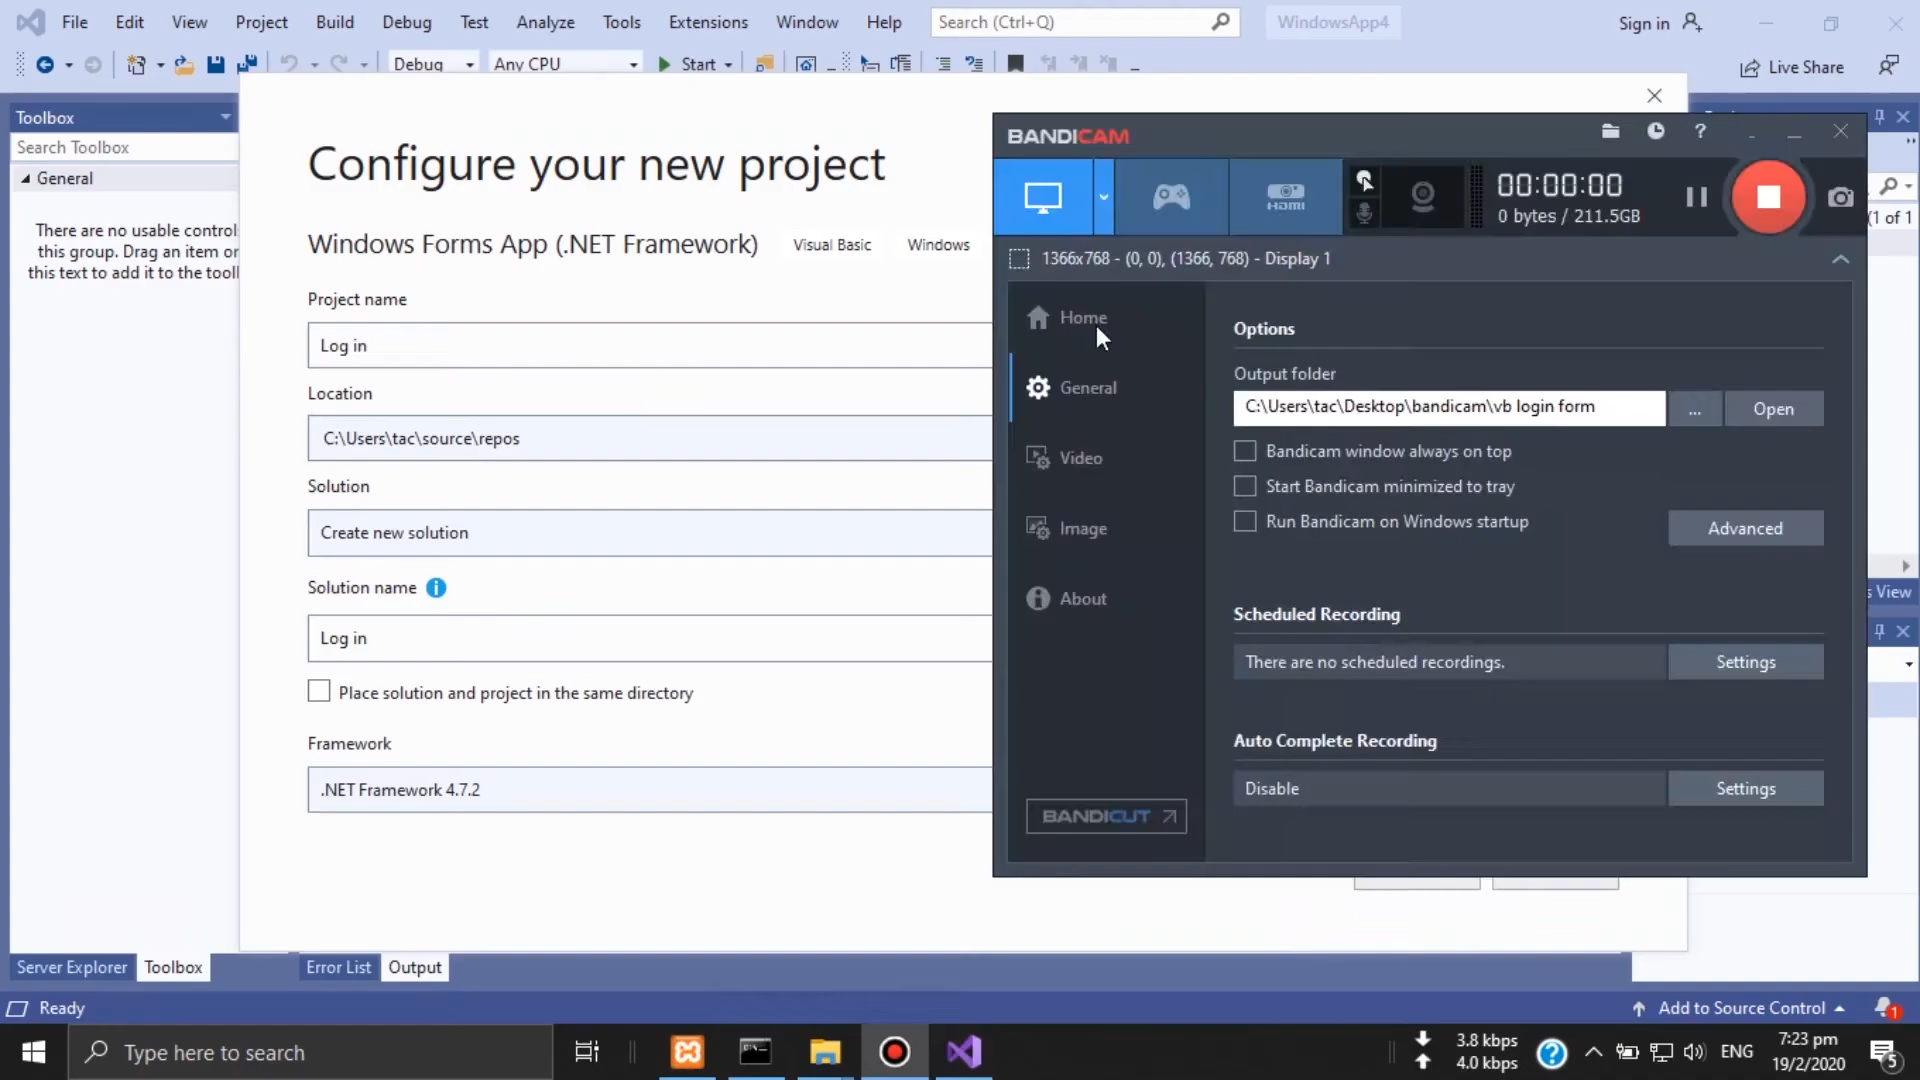 File Edit View Project Build Debug Test Analyze Tools Extensions Window Help Search (Ctrl+Q) WindowsApp4 Sign in
Debug Any CPU Start Live Share
Toolbox
Search Toolbox
General
There are no usable control
this group. Drag an item or
this text to add it to the tooll
Configure your new project
Windows Forms App (.NET Framework) Visual Basic Windows
Project name
Log in
Location
C:\Users\tac\source\repos
Solution
Create new solution
Solution name
Log in
Place solution and project in the same directory
Framework
.NET Framework 4.7.2
BANDICAM
HDMI
00:00:00
0 bytes / 211.5GB
1366x768 - (0, 0), (1366, 768) - Display 1
Home
General
Video
Image
About
BANDICUT
Options
Output folder
C:\Users\tac\Desktop\bandicam\vb login form ... Open
Bandicam window always on top
Start Bandicam minimized to tray
Run Bandicam on Windows startup
Advanced
Scheduled Recording
There are no scheduled recordings. Settings
Auto Complete Recording
Disable Settings
(1 of 1
s View
Server Explorer Toolbox Error List Output
Ready Add to Source Control 1
Type here to search
3.8 kbps
4.0 kbps
ENG
7:23 pm
19/2/2020
5